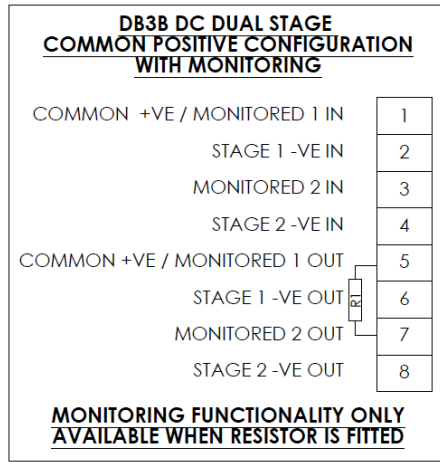 DB3B DC DUAL STAGE
COMMON POSITIVE CONFIGURATION
WITH MONITORING
COMMON +VE / MONITORED 1 IN 1
STAGE 1 -VE IN 2
MONITORED 2 IN 3
STAGE 2 -VE IN 4
COMMON +VE / MONITORED 1 OUT 5
STAGE 1 -VE OUT R1 6
MONITORED 2 OUT 7
STAGE 2 -VE OUT 8
MONITORING FUNCTIONALITY ONLY
AVAILABLE WHEN RESISTOR IS FITTED